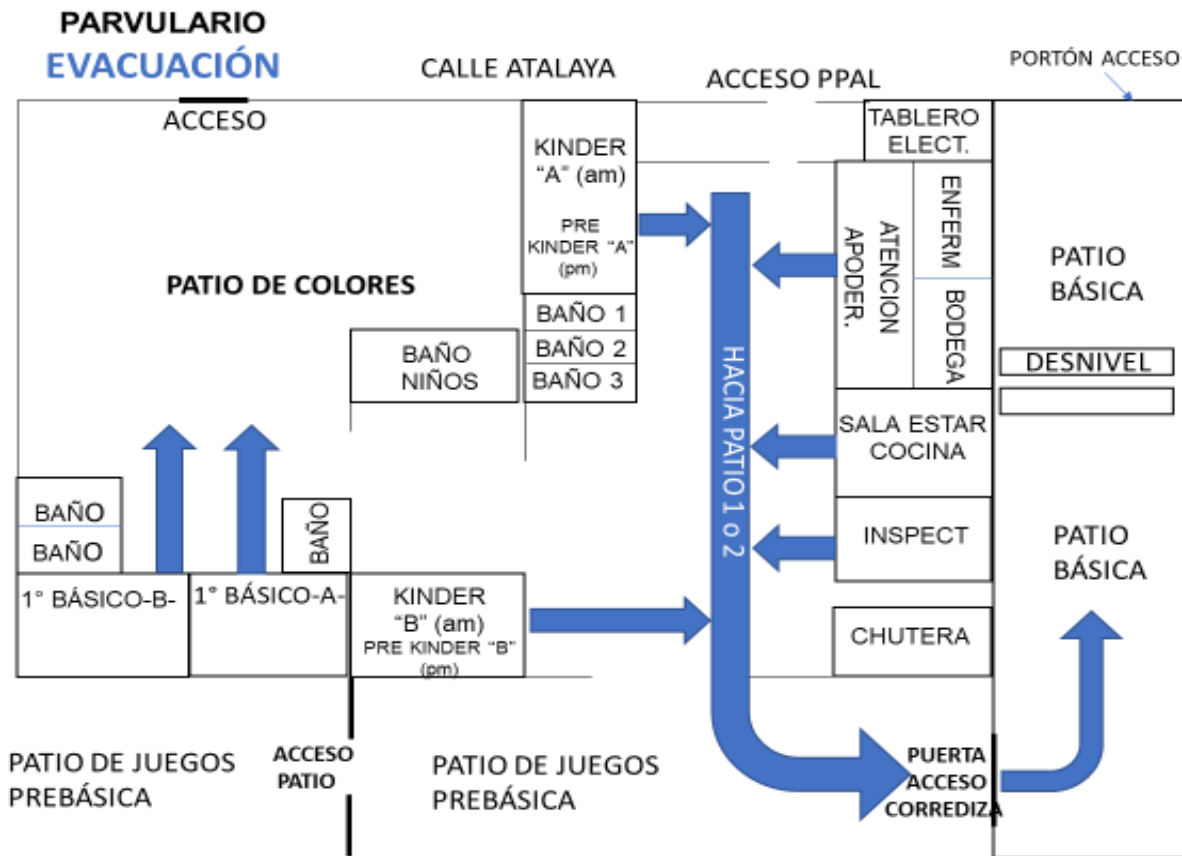 PARVULARIO
EVACUACIÓN
CALLE ATALAYA
ACCESO PPAL
PORTÓN ACCESO
ACCESO
KINDER
“A” (am)
PRE
KINDER “A”
(pm)
TABLERO
ELECT.
ATENCION
APODER.
ENFERM
BODEGA
PATIO
BÁSICA
PATIO DE COLORES
BAÑO 1
BAÑO 2
BAÑO 3
BAÑO
NIÑOS
HACIA PATIO 1 o 2
DESNIVEL
SALA ESTAR
COCINA
BAÑO
BAÑO
BAÑO
INSPECT
PATIO
BÁSICA
1° BÁSICO-B-
1° BÁSICO-A-
KINDER
“B” (am)
PRE KINDER “B”
(pm)
CHUTERA
PATIO DE JUEGOS
PREBÁSICA
ACCESO
PATIO
PATIO DE JUEGOS
PREBÁSICA
PUERTA
ACCESO
CORREDIZA